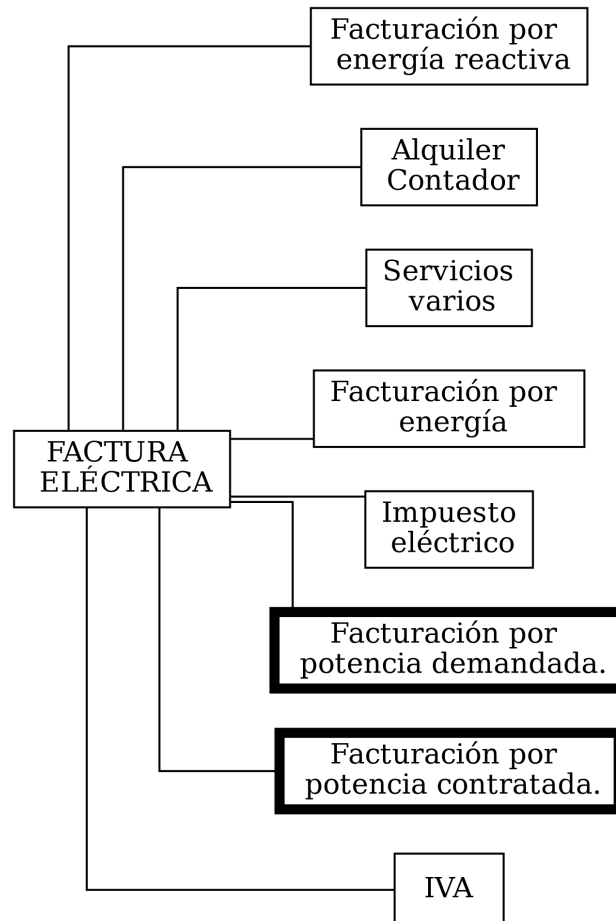 Facturación por
energía reactiva
Alquiler
Contador
Servicios
varios
Facturación por
energía
FACTURA
ELÉCTRICA
Impuesto
eléctrico
Facturación por
potencia demandada.
Facturación por
potencia contratada.
IVA